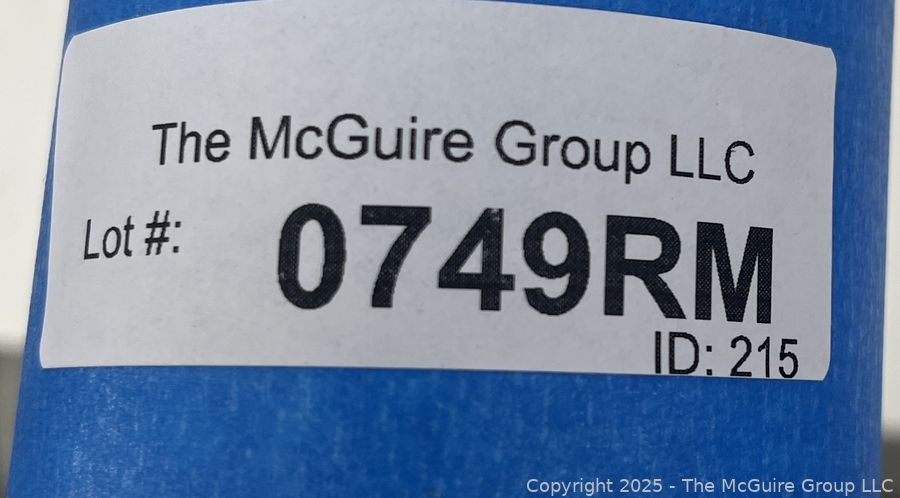 The McGuire Group LLC
Lot #: 0749RM
ID: 215
Copyright 2025 - The McGuire Group LLC